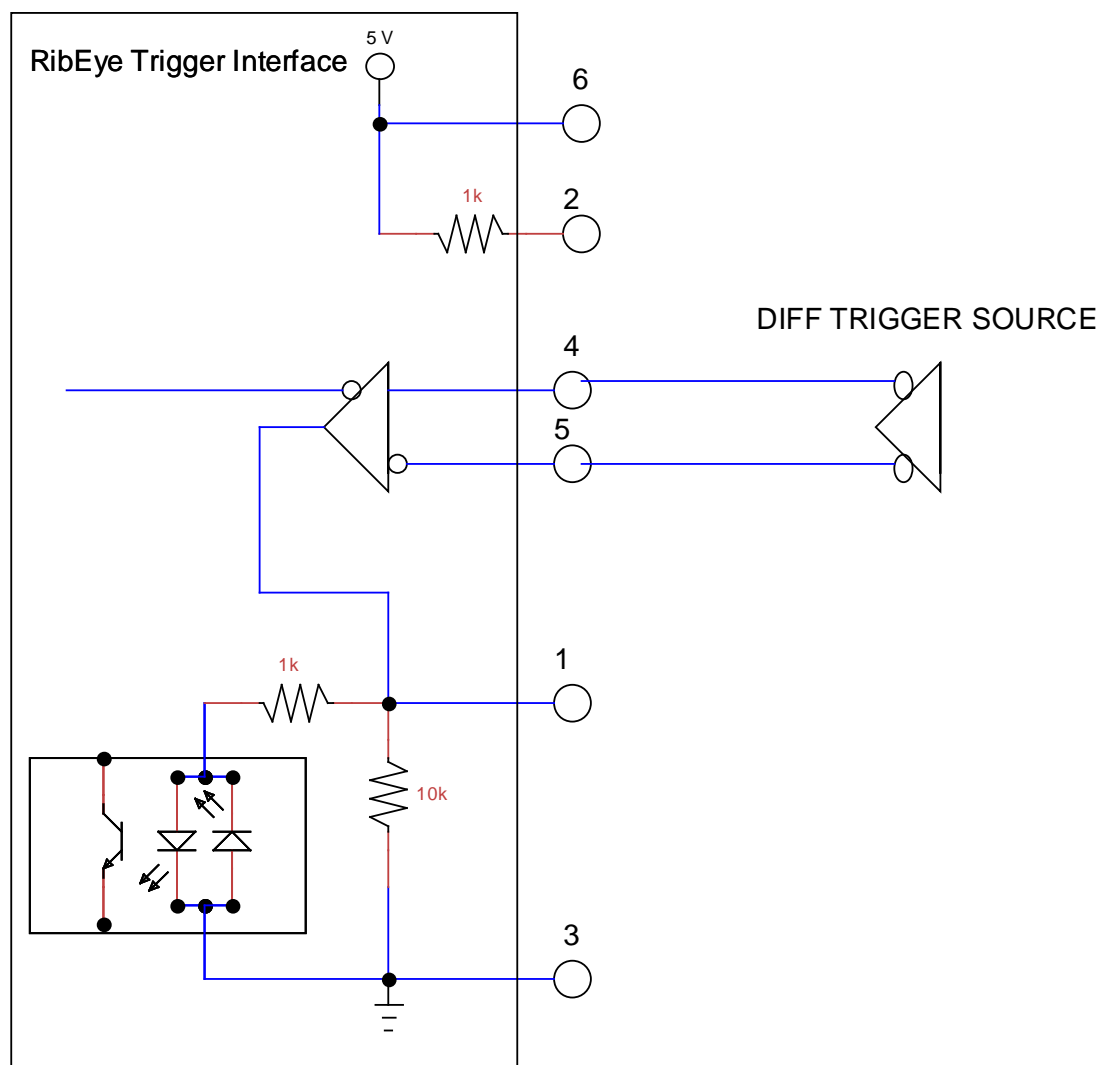 5 V
RibEye Trigger Interface
6
1k
2
DIFF TRIGGER SOURCE
4
5
1k
1
10k
3